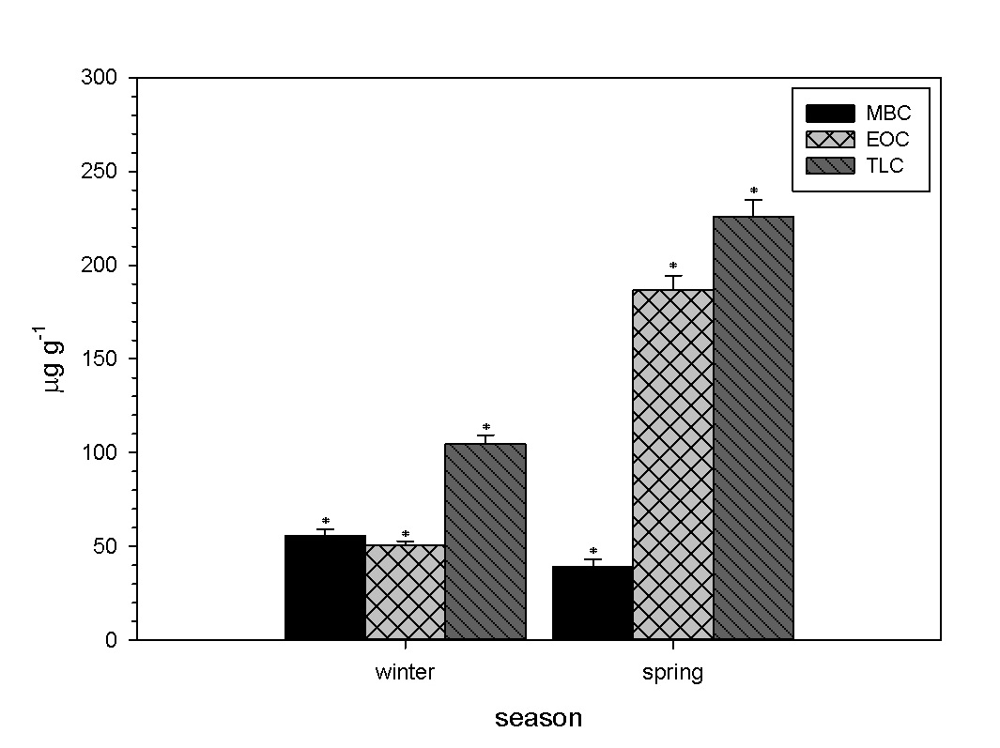 300
250
200
150
100
50
0
µg g-1
MBC
EOC
TLC
*
*
*
*
*
*
winter
spring
season